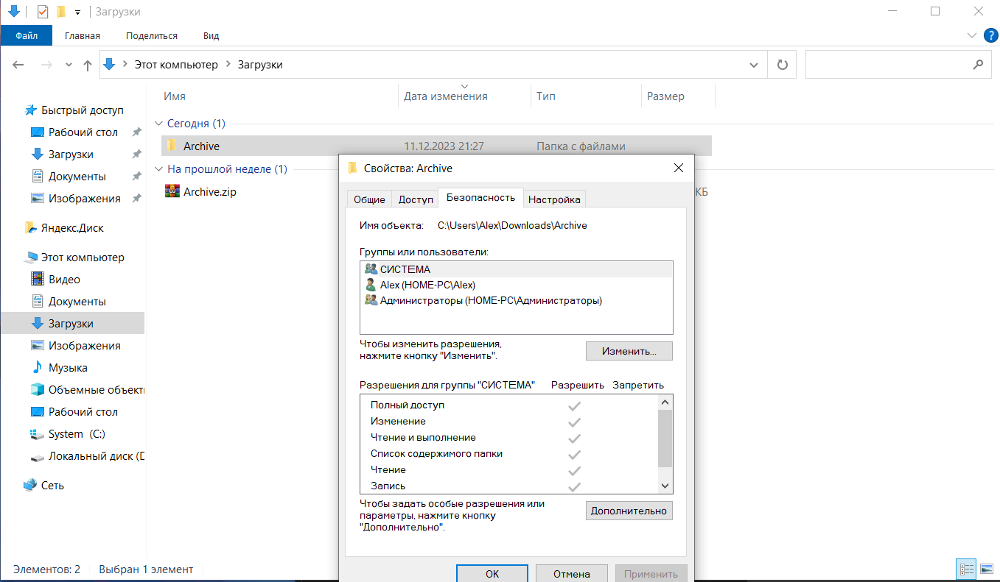 Загрузки
Файл
Главная
Поделиться
Вид
?
Этот компьютер
Загрузки
Имя
Дата изменения
Тип
Размер
Быстрый доступ
Рабочий стол
Загрузки
Документы
Изображения
Яндекс.Диск
Этот компьютер
Видео
Документы
Загрузки
Изображения
Музыка
Объемные объект
Рабочий стол
System (C:)
Локальный диск (D
Сеть
Сегодня (1)
Archive
11.12.2023 21:27
Папка с файлами
На прошлой неделе (1)
Archive.zip
КБ
Свойства: Archive
Общие
Доступ
Безопасность
Настройка
Имя объекта:
C:\Users\Alex\Downloads\Archive
Группы или пользователи:
СИСТЕМА
Alex (HOME-PC\Alex)
Администраторы (HOME-PC\Администраторы)
Чтобы изменить разрешения,
нажмите кнопку "Изменить".
Изменить...
Разрешения для группы "СИСТЕМА"
Разрешить
Запретить
Полный доступ
Изменение
Чтение и выполнение
Список содержимого папки
Чтение
Запись
Чтобы задать особые разрешения или
параметры, нажмите кнопку
"Дополнительно".
Дополнительно
ОК
Отмена
Применить
Элементов: 2
Выбран 1 элемент